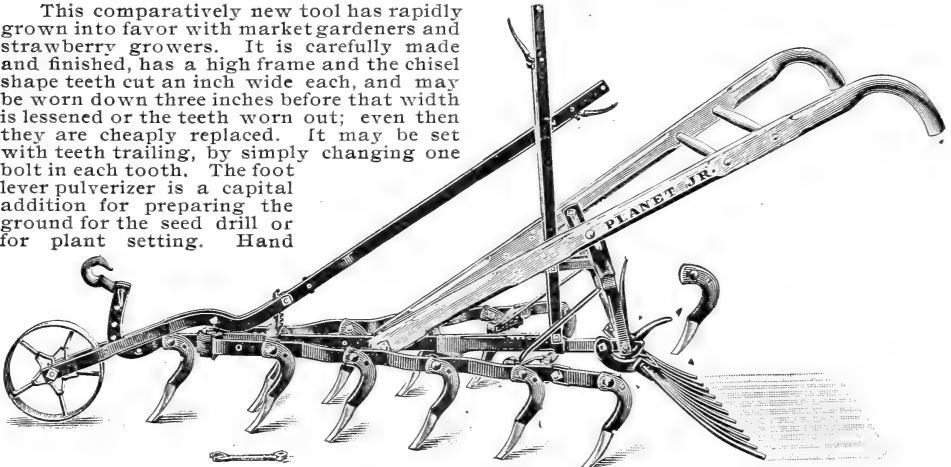 This comparatively new tool has rapidly
grown into favor with market gardeners and
strawberry growers. It is carefully made
and finished, has a high frame and the chisel
shape teeth cut an inch wide each, and may
be worn down three inches before that width
is lessened or the teeth worn out; even then
they are cheaply replaced. It may be set
with teeth trailing, by simply changing one
bolt in each tooth. The foot
lever pulverizer is a capital
addition for preparing the
ground for the seed drill or
for plant setting. Hand
PLANET JR.